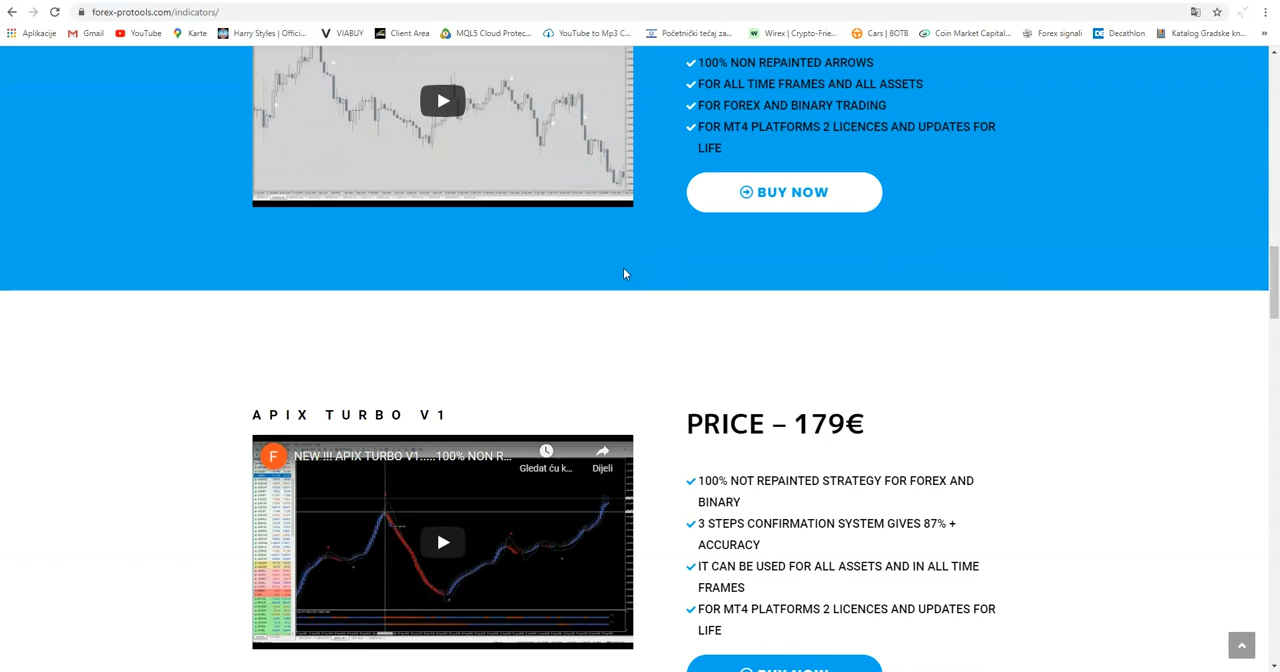 forex-protools.com/indicators/
Aplikacije Gmail YouTube Karte Harry Styles | Offici... VIABUY Client Area MQL5 Cloud Protec... YouTube to Mp3 C... Početnički tečaj za... Wirex | Crypto-Frie... Cars | BOTB Coin Market Capital... Forex signali Decathlon Katalog Gradske kn... »
100% NON REPAINTED ARROWS
FOR ALL TIME FRAMES AND ALL ASSETS
FOR FOREX AND BINARY TRADING
FOR MT4 PLATFORMS 2 LICENCES AND UPDATES FOR
LIFE
BUY NOW
APIX TURBO V1
PRICE – 179€
F NEW !!! APIX TURBO V1.....100% NON R...
Gledat ću k... Dijeli
100% NOT REPAINTED STRATEGY FOR FOREX AND
BINARY
3 STEPS CONFIRMATION SYSTEM GIVES 87% +
ACCURACY
IT CAN BE USED FOR ALL ASSETS AND IN ALL TIME
FRAMES
FOR MT4 PLATFORMS 2 LICENCES AND UPDATES FOR
LIFE
BUY NOW